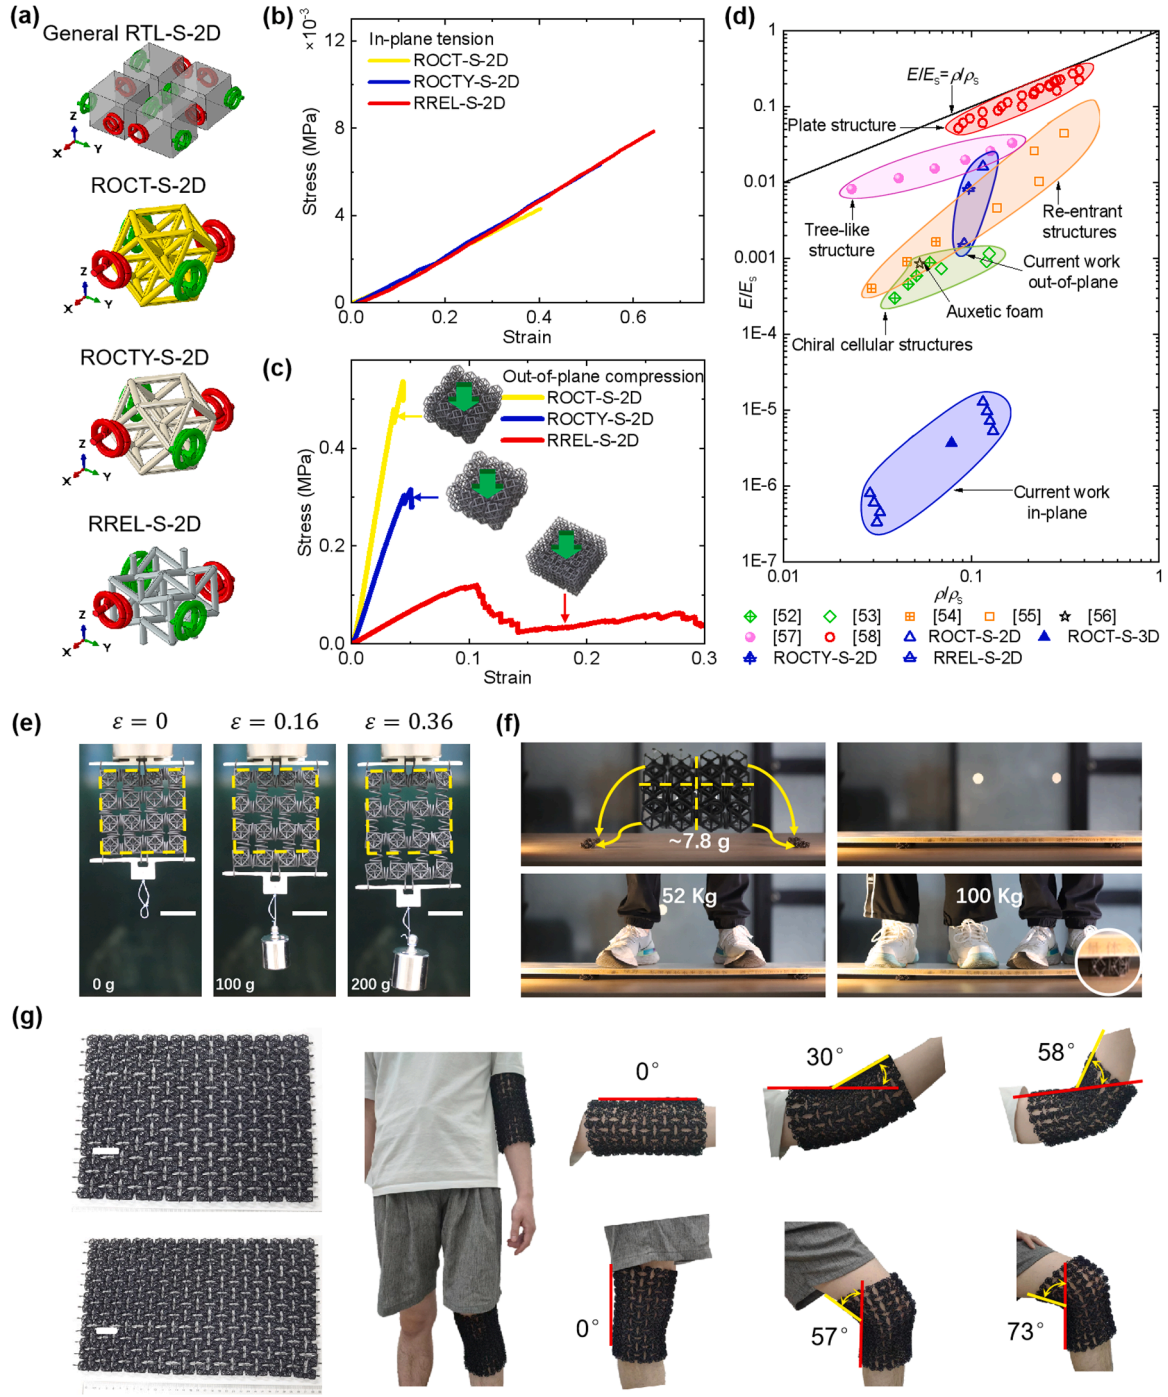 (a)
General RTL-S-2D
Z
X
Y
ROCT-S-2D
Z
X
Y
ROCTY-S-2D
Z
X
Y
RREL-S-2D
Z
X
Y
(b)
×10⁻³
12
8
4
0
Stress (MPa)
In-plane tension
ROCT-S-2D
ROCTY-S-2D
RREL-S-2D
0.0 0.2 0.4 0.6
Strain
(c)
Out-of-plane compression
ROCT-S-2D
ROCTY-S-2D
RREL-S-2D
0.4
0.2
0.0
Stress (MPa)
0.0 0.1 0.2 0.3
Strain
(d)
1
0.1
0.01
0.001
1E-4
1E-5
1E-6
1E-7
E/E_S
E/E_S=ρ/ρ_S
Plate structure
Tree-like
structure
Re-entrant
structures
Current work
out-of-plane
Auxetic foam
Chiral cellular structures
Current work
in-plane
0.01 0.1 1
ρ/ρ_S
[52] [53] [54] [55] [56]
[57] [58] ROCT-S-2D ROCT-S-3D
ROCTY-S-2D RREL-S-2D
(e)
ε = 0 ε = 0.16 ε = 0.36
0 g 100 g 200 g
(f)
~7.8 g
52 Kg
100 Kg
(g)
0°
30°
58°
0°
57°
73°